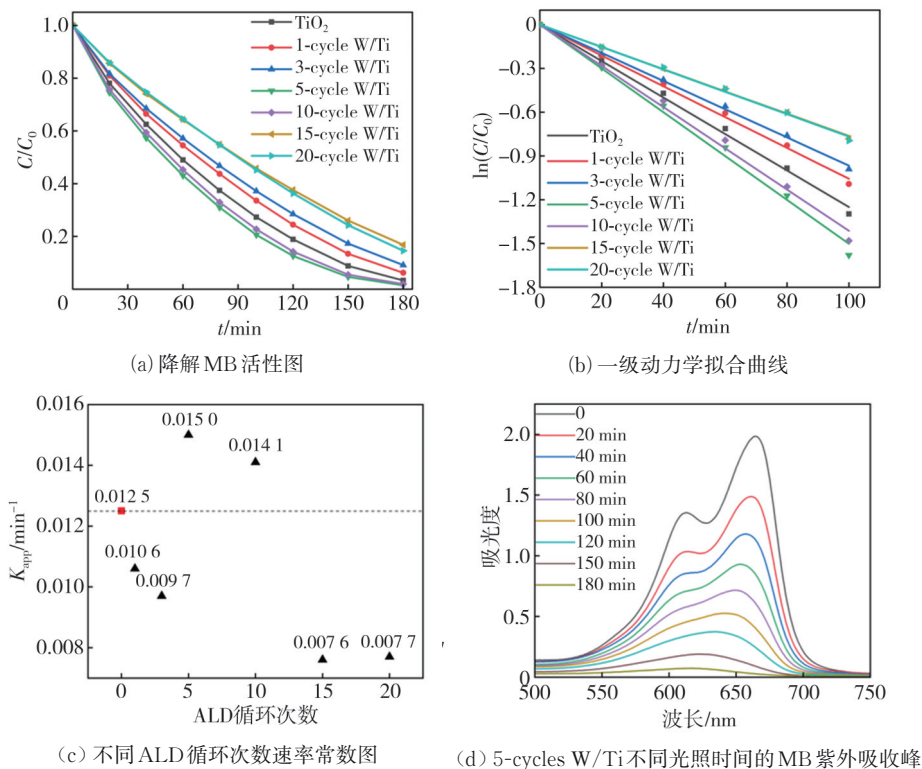 1.0
0.8
0.6
0.4
0.2
C/C₀
0 30 60 90 120 150 180
t/min
TiO₂
1-cycle W/Ti
3-cycle W/Ti
5-cycle W/Ti
10-cycle W/Ti
15-cycle W/Ti
20-cycle W/Ti
(a) 降解MB活性图
0
−0.3
−0.6
−0.9
−1.2
−1.5
−1.8
ln(C/C₀)
0 20 40 60 80 100
t/min
TiO₂
1-cycle W/Ti
3-cycle W/Ti
5-cycle W/Ti
10-cycle W/Ti
15-cycle W/Ti
20-cycle W/Ti
(b) 一级动力学拟合曲线
0.016
0.014
0.012
0.010
0.008
Kapp/min⁻¹
0.012 5
0.010 6
0.009 7
0.015 0
0.014 1
0.007 6
0.007 7
0 5 10 15 20
ALD循环次数
(c) 不同ALD循环次数速率常数图
2.0
1.5
1.0
0.5
0
吸光度
0
20 min
40 min
60 min
80 min
100 min
120 min
150 min
180 min
500 550 600 650 700 750
波长/nm
(d) 5-cycles W/Ti不同光照时间的MB紫外吸收峰